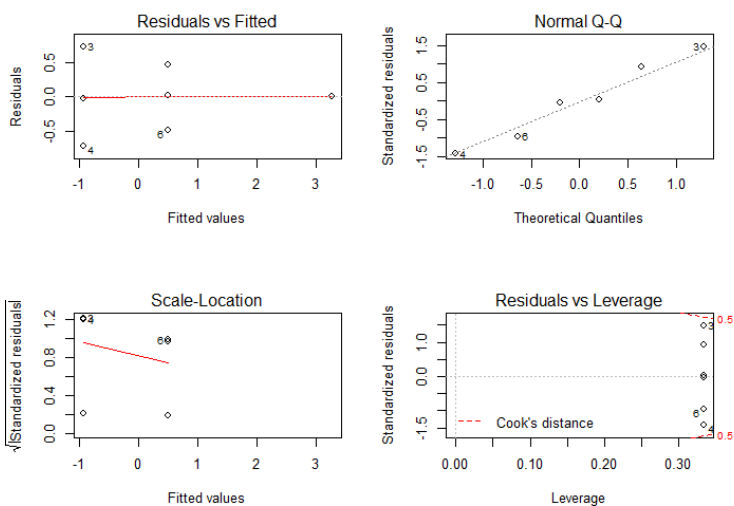 Residuals vs Fitted
Residuals
-0.5 0.0 0.5
3
4
6
-1 0 1 2 3
Fitted values
Normal Q-Q
Standardized residuals
-1.5 -0.5 0.5 1.5
3
6
4
-1.0 -0.5 0.0 0.5 1.0
Theoretical Quantiles
Scale-Location
√|Standardized residuals|
0.0 0.4 0.8 1.2
3
4
6
-1 0 1 2 3
Fitted values
Residuals vs Leverage
Standardized residuals
-1.5 0.0 1.0
0.5
3
6
4
0.5
Cook's distance
0.00 0.10 0.20 0.30
Leverage